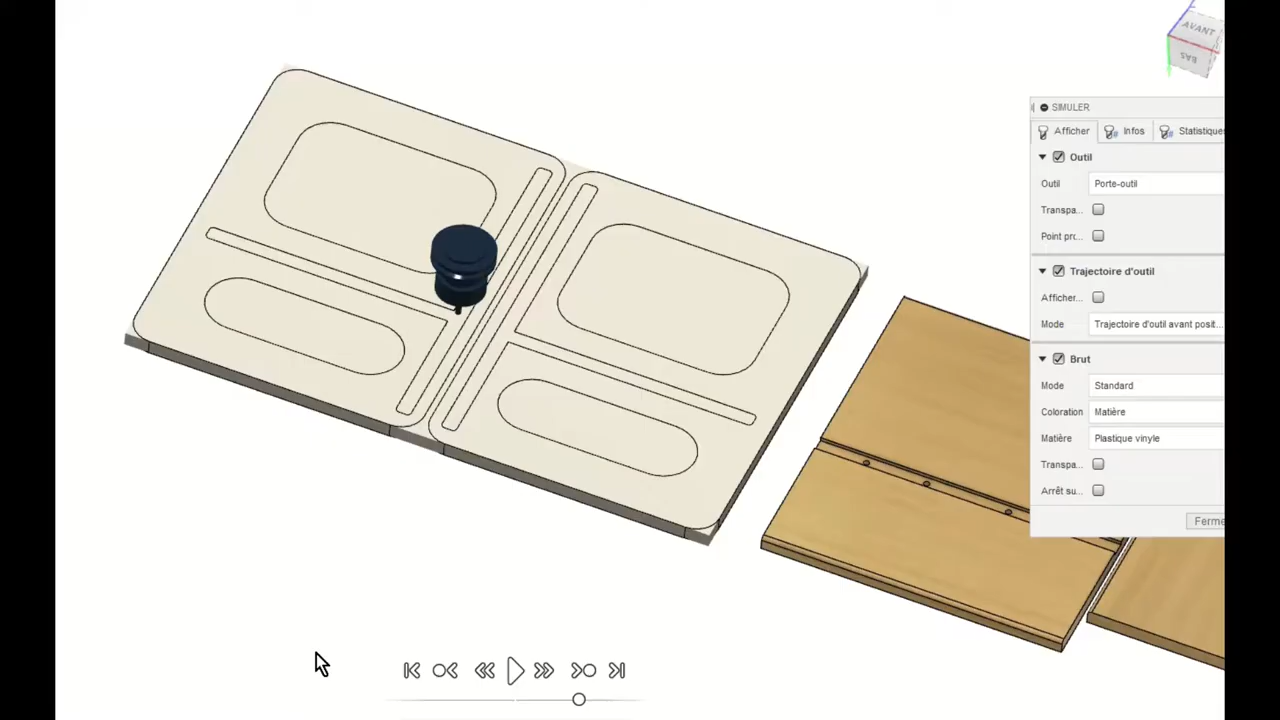 AVANT
BAS
SIMULER
Afficher
Infos
Statistiques
Outil
Outil
Porte-outil
Transpa...
Point pro...
Trajectoire d'outil
Afficher...
Mode
Trajectoire d'outil avant posit...
Brut
Mode
Standard
Coloration
Matière
Matière
Plastique vinyle
Transpa...
Arrêt su...
Ferme